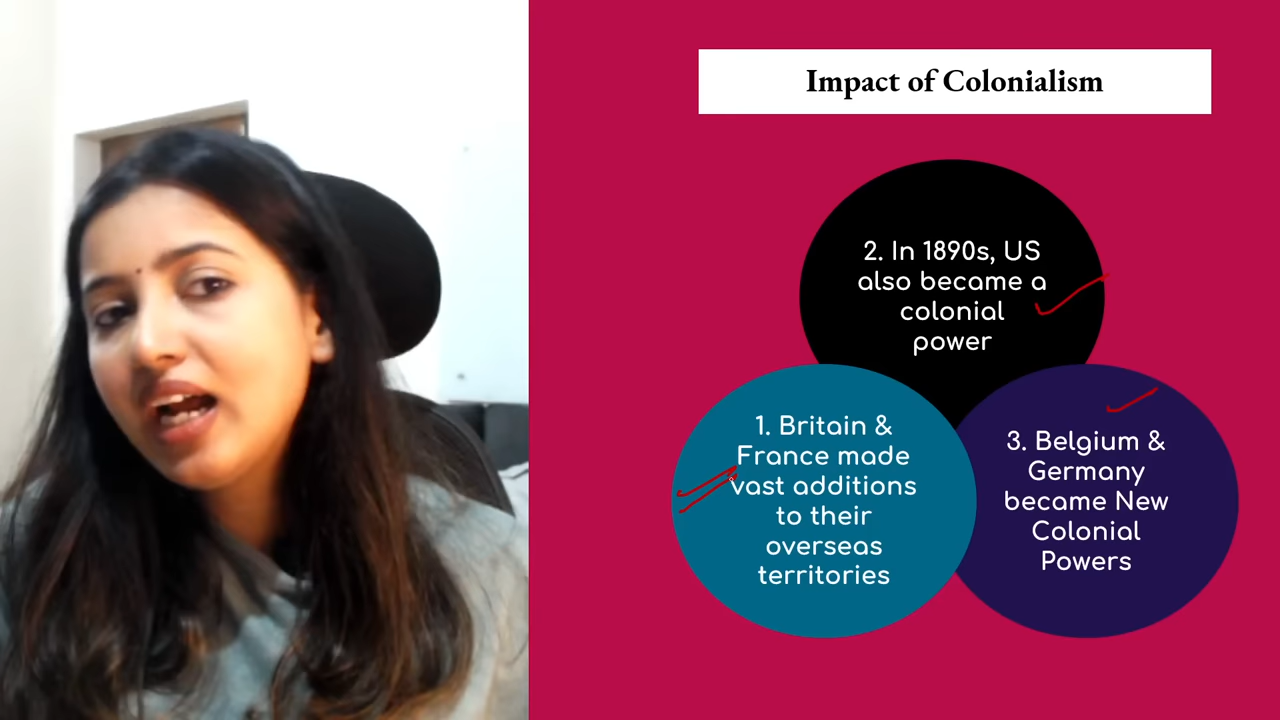 Impact of Colonialism
2. In 1890s, US
also became a
colonial
power
1. Britain &
France made
vast additions
to their
overseas
territories
3. Belgium &
Germany
became New
Colonial
Powers